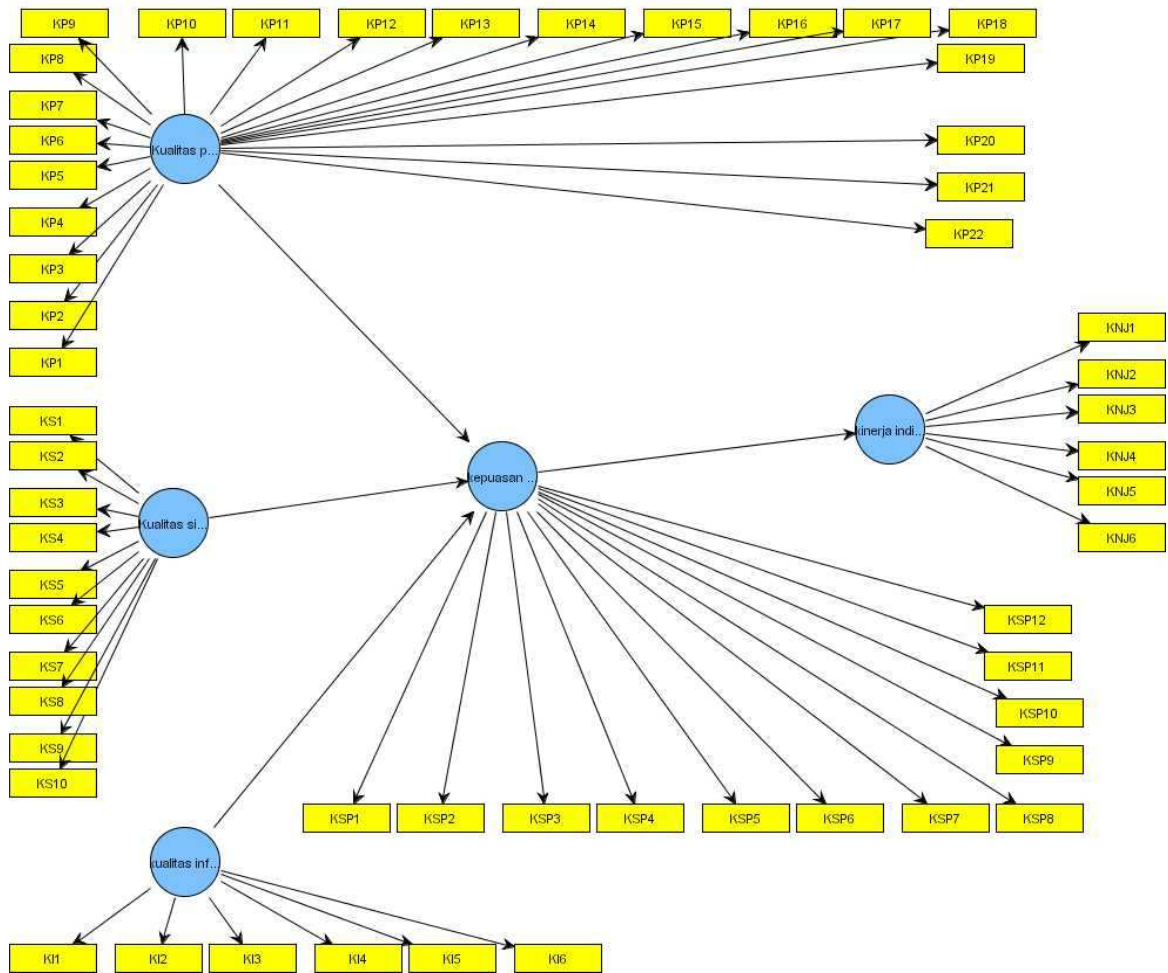 KP9
KP10
KP11
KP12
KP13
KP14
KP15
KP16
KP17
KP18
KP8
KP19
KP7
KP6
KP20
Kualitas p...
KP5
KP21
KP4
KP22
KP3
KP2
KP1
KNJ1
KNJ2
KNJ3
KS1
kinerja indi...
KS2
KNJ4
kepuasan ...
KNJ5
KS3
Kualitas si...
KS4
KNJ6
KS5
KS6
KSP12
KS7
KSP11
KS8
KSP10
KS9
KSP9
KS10
KSP1
KSP2
KSP3
KSP4
KSP5
KSP6
KSP7
KSP8
kualitas inf...
KI1
KI2
KI3
KI4
KI5
KI6